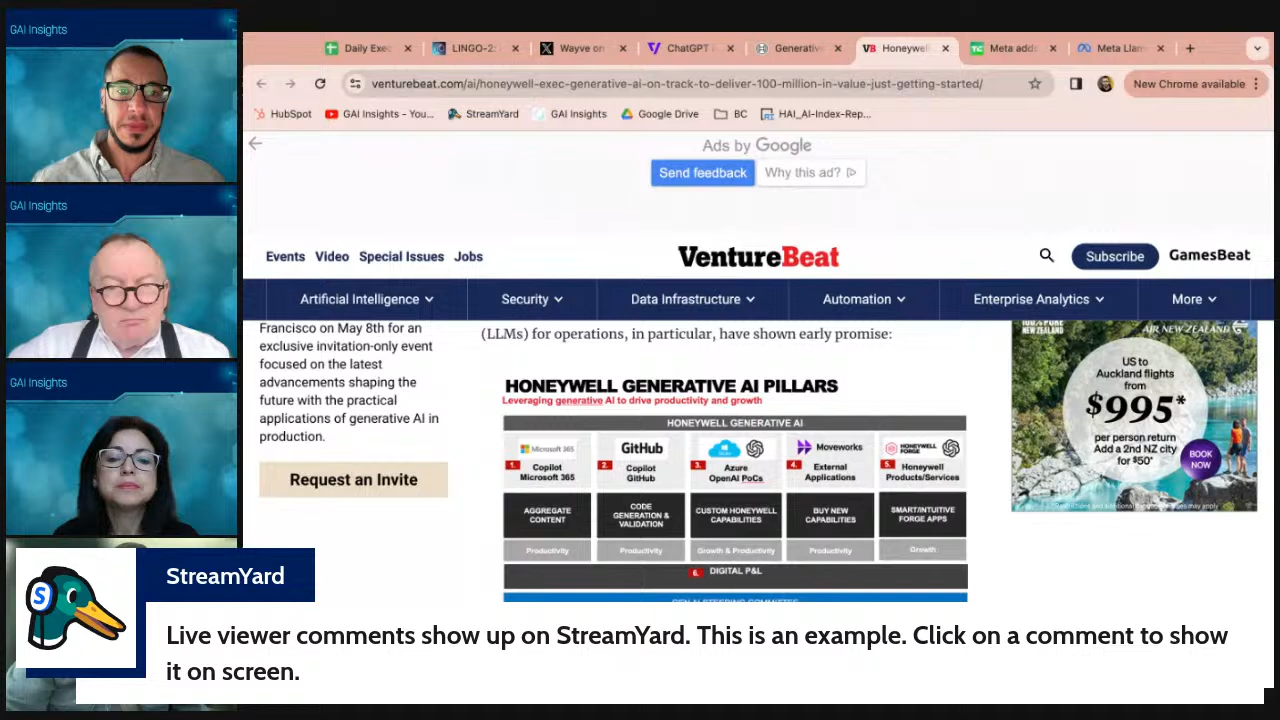 GAI Insights
GAI Insights
GAI Insights
Daily Exec
LINGO-2:
Wayve on
ChatGPT
Generative
VB Honeywell
Meta adds
Meta Llam
venturebeat.com/ai/honeywell-exec-generative-ai-on-track-to-deliver-100-million-in-value-just-getting-started/
New Chrome available
HubSpot
GAI Insights - You...
StreamYard
GAI Insights
Google Drive
BC
HAI_AI-Index-Rep...
Ads by Google
Send feedback
Why this ad?
Events Video Special Issues Jobs
VentureBeat
Subscribe
GamesBeat
Artificial Intelligence
Security
Data Infrastructure
Automation
Enterprise Analytics
More
Francisco on May 8th for an
exclusive invitation-only event
focused on the latest
advancements shaping the
future with the practical
applications of generative AI in
production.
Request an Invite
(LLMs) for operations, in particular, have shown early promise:
HONEYWELL GENERATIVE AI PILLARS
Leveraging generative AI to drive productivity and growth
HONEYWELL GENERATIVE AI
Microsoft 365
1. Copilot
Microsoft 365
AGGREGATE
CONTENT
Productivity
GitHub
2. Copilot
GitHub
CODE
GENERATION &
VALIDATION
Productivity
3. Azure
OpenAI PoCs
CUSTOM HONEYWELL
CAPABILITIES
Growth & Productivity
Moveworks
4. External
Applications
BUY NEW
CAPABILITIES
Productivity
HONEYWELL
FORGE
5. Honeywell
Products/Services
SMART/INTUITIVE
FORGE APPS
Growth
6. DIGITAL P&L
100% PURE
NEW ZEALAND
AIR NEW ZEALAND
US to
Auckland flights
from
$995*
per person return
Add a 2nd NZ city
for $50*
BOOK
NOW
StreamYard
S
Live viewer comments show up on StreamYard. This is an example. Click on a comment to show
it on screen.